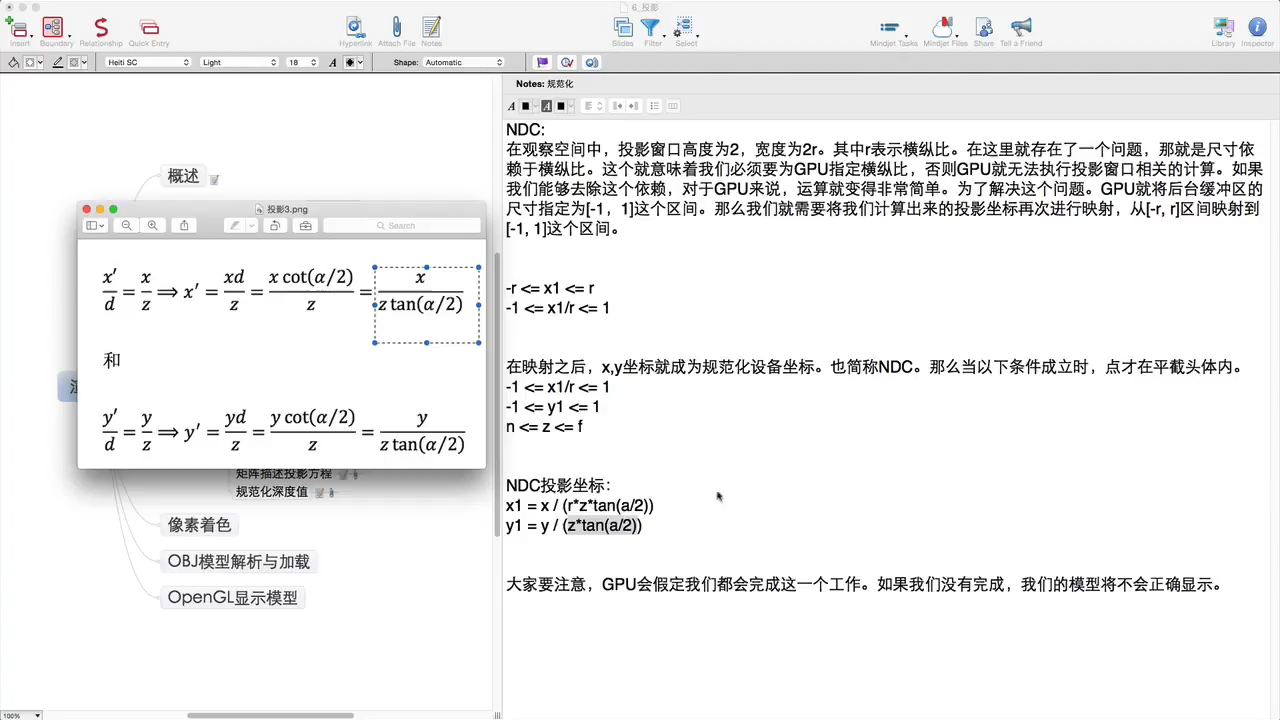 6_投影
Insert
Boundary
Relationship
Quick Entry
Hyperlink
Attach File
Notes
Slides
Filter
Select
Mindjet Tasks
Mindjet Files
Share
Tell a Friend
Library
Inspector
Heiti SC
Light
18
Shape:
Automatic
Notes: 规范化
NDC:
在观察空间中，投影窗口高度为2，宽度为2r。其中r表示横纵比。在这里就存在了一个问题，那就是尺寸依
赖于横纵比。这个就意味着我们必须要为GPU指定横纵比，否则GPU就无法执行投影窗口相关的计算。如果
我们能够去除这个依赖，对于GPU来说，运算就变得非常简单。为了解决这个问题。GPU就将后台缓冲区的
尺寸指定为[-1，1]这个区间。那么我们就需要将我们计算出来的投影坐标再次进行映射，从[-r, r]区间映射到
[-1, 1]这个区间。
-r <= x1 <= r
-1 <= x1/r <= 1
在映射之后，x,y坐标就成为规范化设备坐标。也简称NDC。那么当以下条件成立时，点才在平截头体内。
-1 <= x1/r <= 1
-1 <= y1 <= 1
n <= z <= f
NDC投影坐标：
x1 = x / (r*z*tan(a/2))
y1 = y / (z*tan(a/2))
大家要注意，GPU会假定我们都会完成这一个工作。如果我们没有完成，我们的模型将不会正确显示。
概述
投影3.png
Search
x′/d = x/z ⟹ x′ = xd/z = x cot(α/2)/z = x/z tan(α/2)
和
y′/d = y/z ⟹ y′ = yd/z = y cot(α/2)/z = y/z tan(α/2)
矩阵描述投影方程
规范化深度值
像素着色
OBJ模型解析与加载
OpenGL显示模型
100%